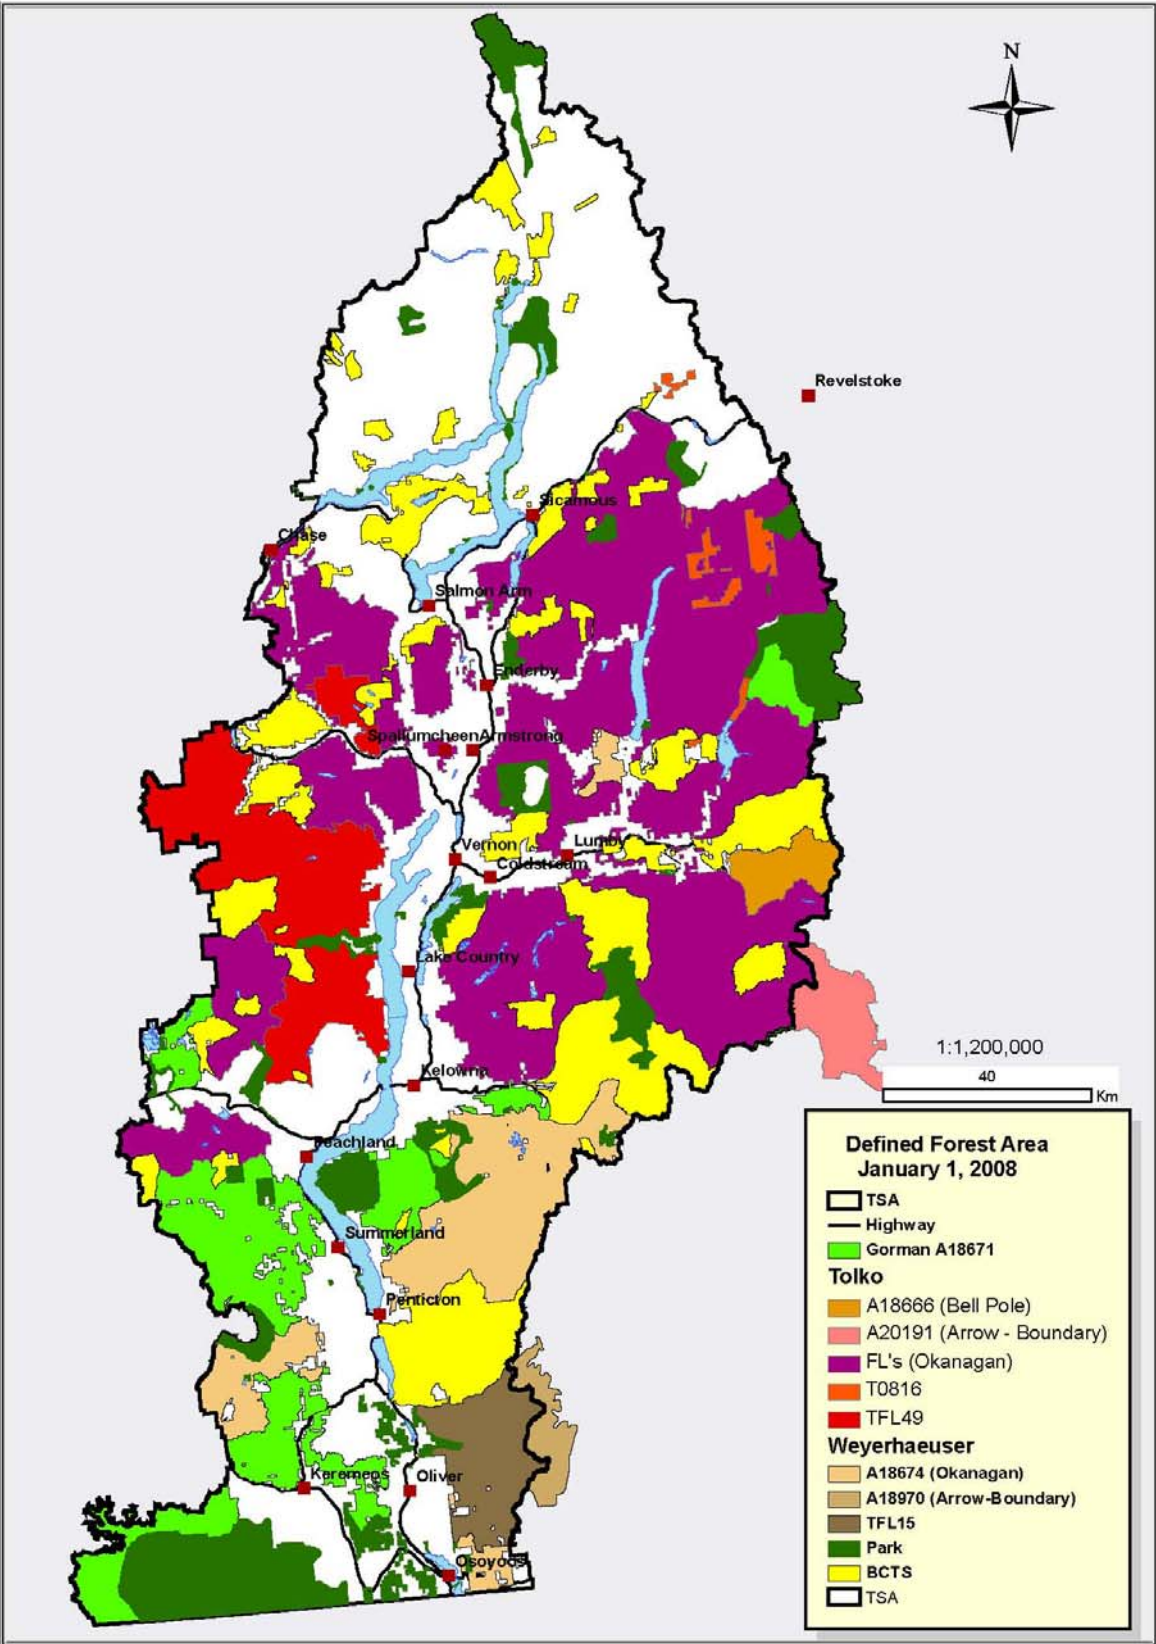 N
Revelstoke
Sicamous
Chase
Salmon Arm
Enderby
Spallumcheen
Armstrong
Vernon
Lumby
Coldstream
Lake Country
Kelowna
Peachland
Summerland
Penticton
Keremeos
Oliver
Osoyoos
1:1,200,000
40
Km
Defined Forest Area
January 1, 2008
TSA
Highway
Gorman A18671
Tolko
A18666 (Bell Pole)
A20191 (Arrow - Boundary)
FL's (Okanagan)
T0816
TFL49
Weyerhaeuser
A18674 (Okanagan)
A18970 (Arrow-Boundary)
TFL15
Park
BCTS
TSA